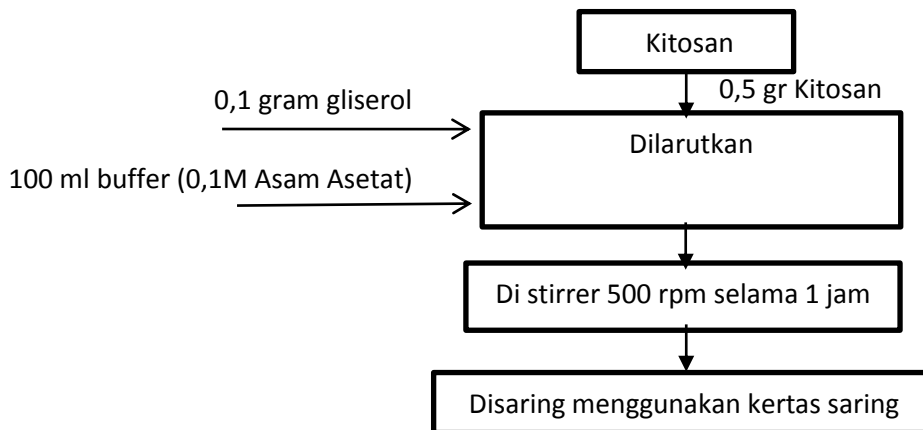 Kitosan
0,5 gr Kitosan
0,1 gram gliserol
Dilarutkan
100 ml buffer (0,1M Asam Asetat)
Di stirrer 500 rpm selama 1 jam
Disaring menggunakan kertas saring